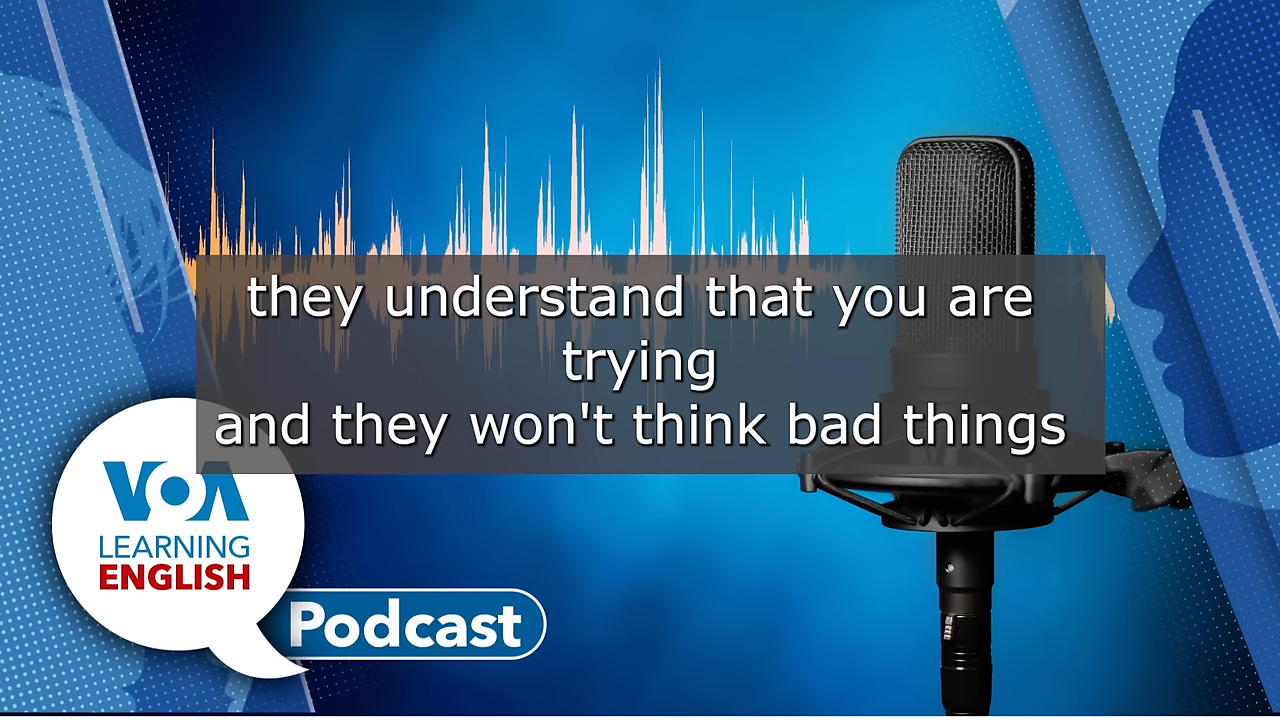 they understand that you are
trying
and they won't think bad things
VOA
LEARNING
ENGLISH
Podcast